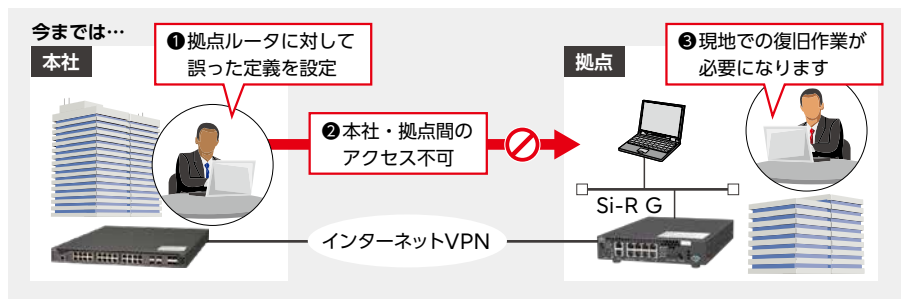 今までは…
本社
❶拠点ルータに対して
誤った定義を設定
❷本社・拠点間の
アクセス不可
拠点
❸現地での復旧作業が
必要になります
Si-R G
インターネットVPN